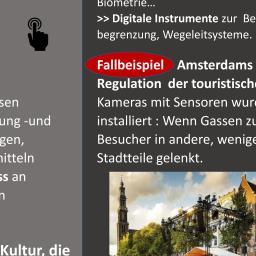 Biometrie...
>> Digitale Instrumente zur Be
begrenzung, Wegeleitsysteme.
Fallbeispiel Amsterdams
Regulation der touristische
Kameras mit Sensoren wurd
installiert : Wenn Gassen zu
Besucher in andere, wenige
Stadtteile gelenkt.
sen
ung -und
gen,
nitteln
ss an
n
Kultur, die